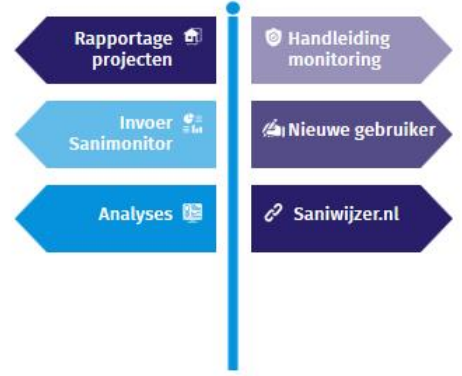 Rapportage
projecten
Handleiding
monitoring
Invoer
Sanimonitor
Nieuwe gebruiker
Analyses
Saniwijzer.nl